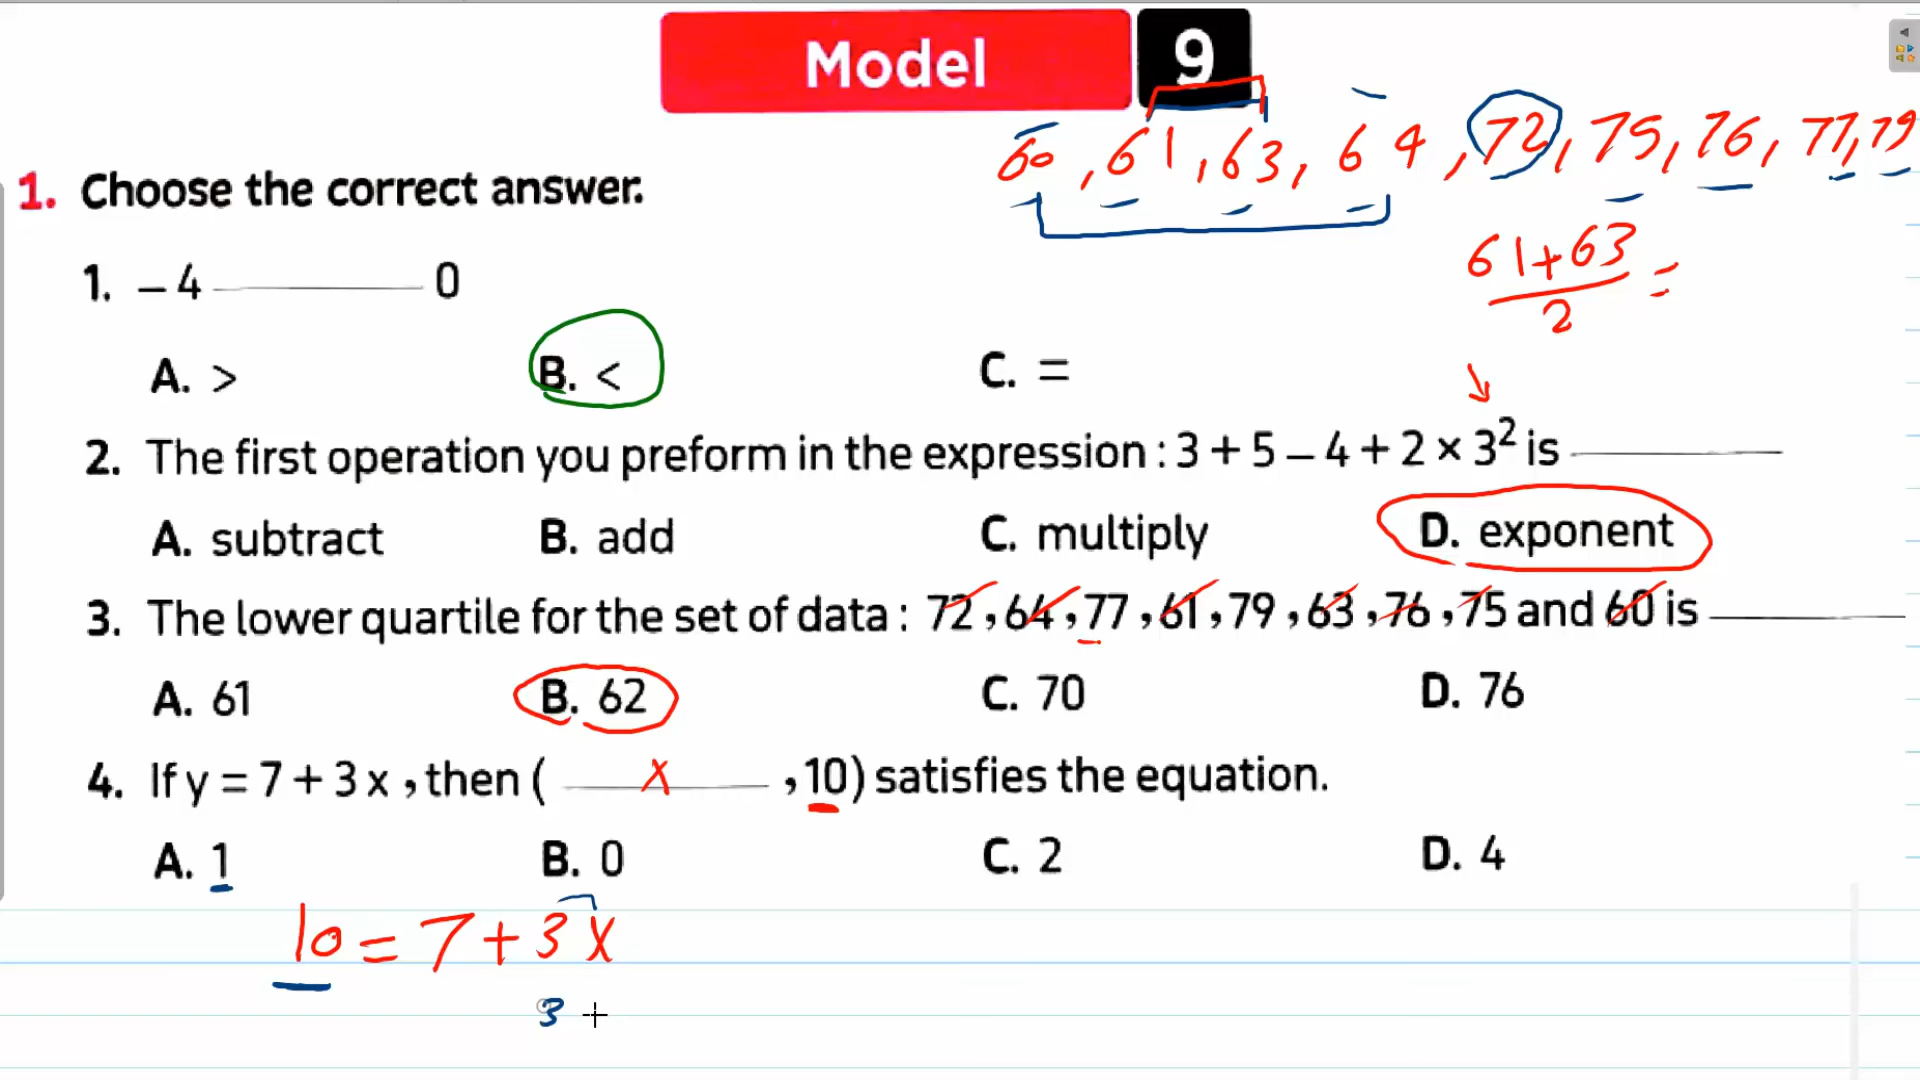 Model 9
60 , 61 , 63 , 64 , 72 , 75 , 76 , 77 , 79
1. Choose the correct answer.
61+63
2 =
1. – 4 ________ 0
A. > B. < C. =
2. The first operation you preform in the expression : 3 + 5 – 4 + 2 × 3² is ________
A. subtract B. add C. multiply D. exponent
3. The lower quartile for the set of data : 72 , 64 , 77 , 61 , 79 , 63 , 76 , 75 and 60 is ________
A. 61 B. 62 C. 70 D. 76
4. If y = 7 + 3 x , then ( ___x___ , 10) satisfies the equation.
A. 1 B. 0 C. 2 D. 4
10 = 7 + 3 x
3